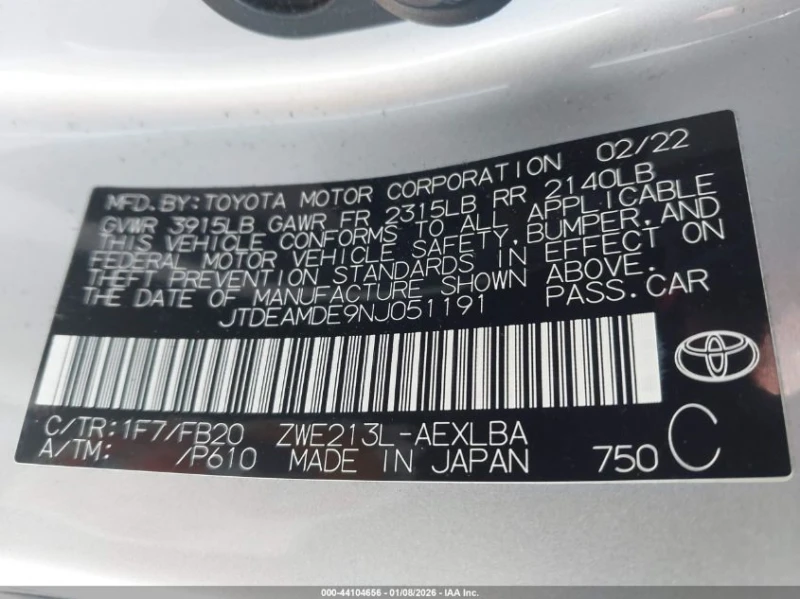 MFD.BY:TOYOTA MOTOR CORPORATION 02/22
GVWR 3915LB GAWR FR 2315LB RR 2140LB
THIS VEHICLE CONFORMS TO ALL APPLICABLE
FEDERAL MOTOR VEHICLE SAFETY,BUMPER,AND
THEFT PREVENTION STANDARDS IN EFFECT ON
THE DATE OF MANUFACTURE SHOWN ABOVE.
JTDEAMDE9NJ051191 PASS.CAR
C/TR:1F7/FB20 ZWE213L-AEXLBA
A/TM: /P610 MADE IN JAPAN 750 C
000-44104656 - 01/08/2026 - IAA Inc.